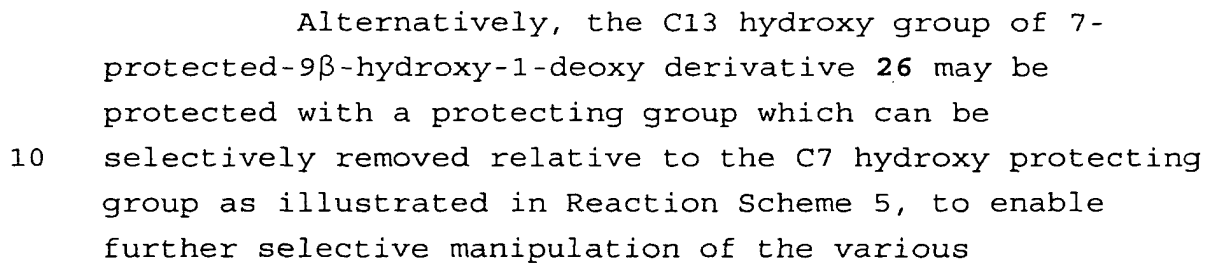 Alternatively, the C13 hydroxy group of 7-
protected-9β-hydroxy-1-deoxy derivative 26 may be
protected with a protecting group which can be
10 selectively removed relative to the C7 hydroxy protecting
group as illustrated in Reaction Scheme 5, to enable
further selective manipulation of the various